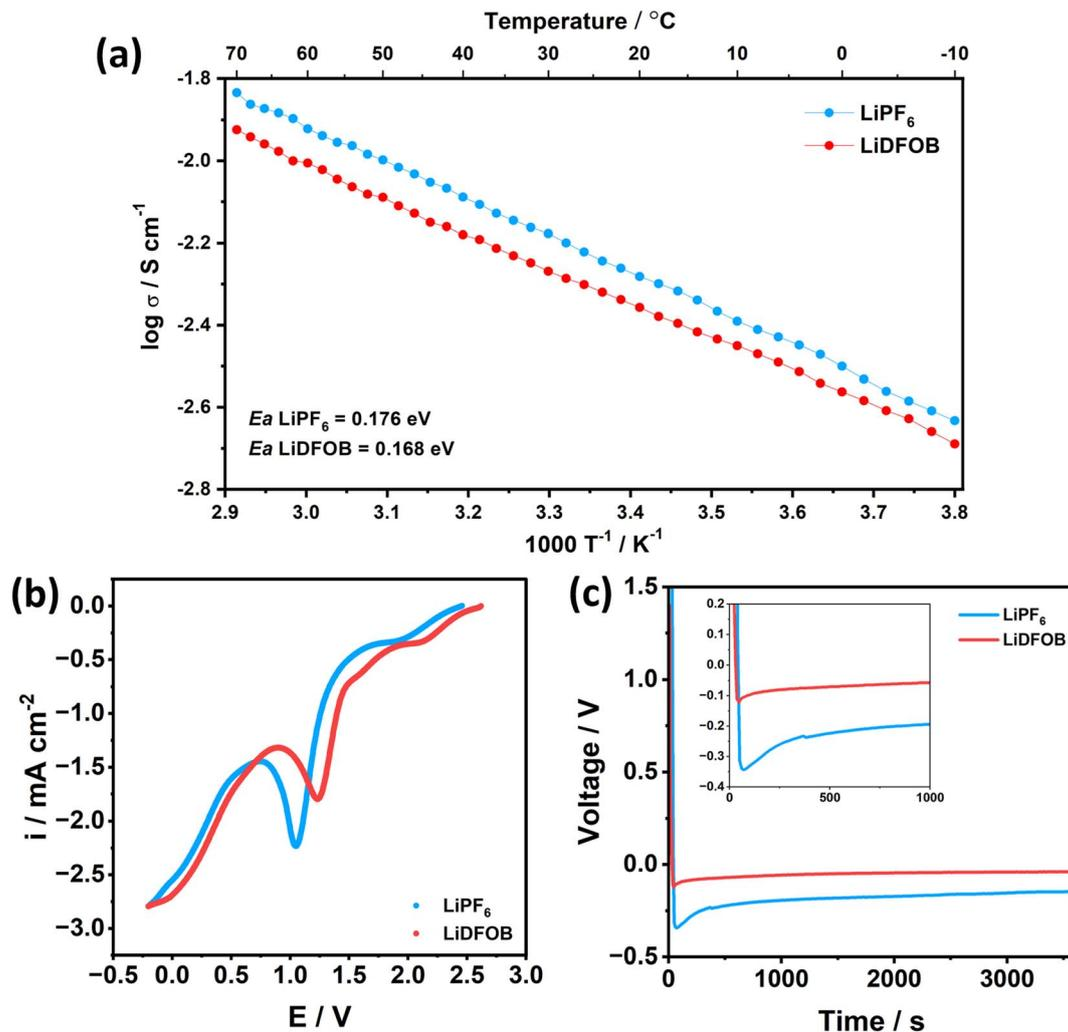 Temperature / °C
(a)
70 60 50 40 30 20 10 0 -10
-1.8
-2.0
-2.2
-2.4
-2.6
-2.8
log σ / S cm⁻¹
LiPF₆
LiDFOB
Ea LiPF₆ = 0.176 eV
Ea LiDFOB = 0.168 eV
2.9 3.0 3.1 3.2 3.3 3.4 3.5 3.6 3.7 3.8
1000 T⁻¹ / K⁻¹
(b)
0.0
−0.5
−1.0
−1.5
−2.0
−2.5
−3.0
i / mA cm⁻²
LiPF₆
LiDFOB
−0.5 0.0 0.5 1.0 1.5 2.0 2.5 3.0
E / V
(c)
1.5
1.0
0.5
0.0
−0.5
Voltage / V
0.2
0.1
0.0
−0.1
−0.2
−0.3
−0.4
0 500 1000
LiPF₆
LiDFOB
0 1000 2000 3000
Time / s